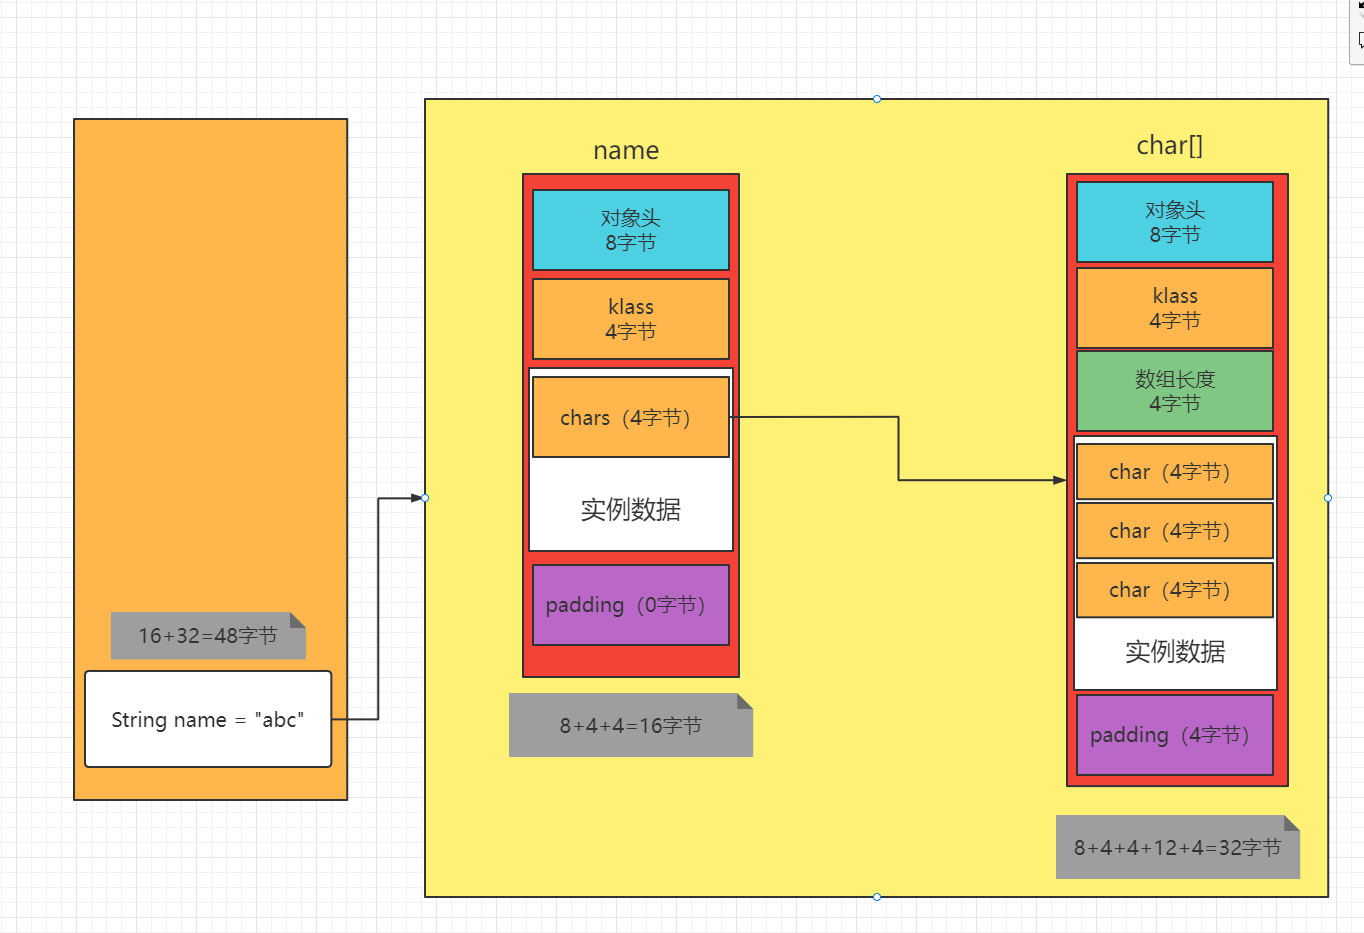 16+32=48字节
String name = "abc"
name
对象头
8字节
klass
4字节
chars（4字节）
实例数据
padding（0字节）
8+4+4=16字节
char[]
对象头
8字节
klass
4字节
数组长度
4字节
char（4字节）
char（4字节）
char（4字节）
实例数据
padding（4字节）
8+4+4+12+4=32字节